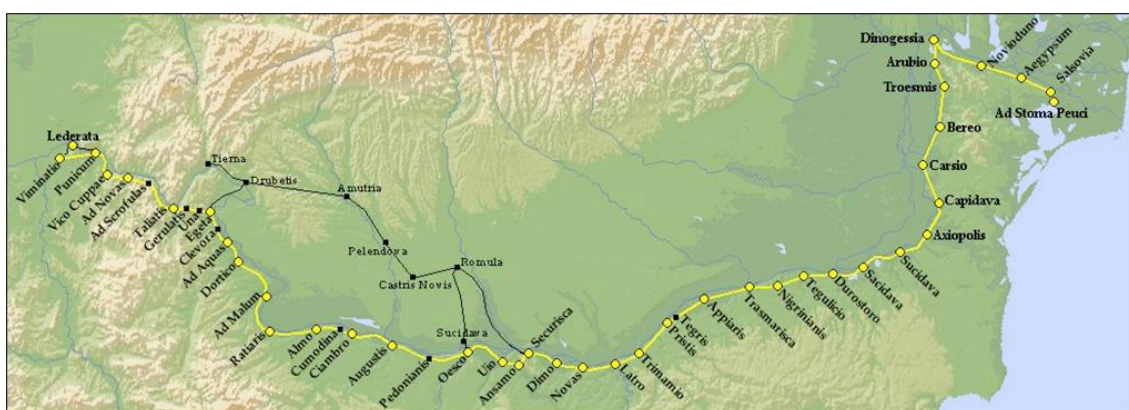 Lederata
Viminatio
Punicum
Vico Cuppae
Ad Novas
Ad Scrofulas
Taliatis
Gerulatis
Una
Egeta
Clevora
Ad Aquas
Dortico
Ad Malum
Ratiaris
Almo
Cumodina
Ciambro
Augustis
Pedonianis
Oesco
Uio
Ansamo
Securisca
Dimo
Novas
Latro
Trimamio
Pristis
Tegris
Appiaris
Trasmarisca
Nigrinianis
Tegulicio
Durostoro
Sacidava
Sucidava
Axiopolis
Capidava
Carsio
Bereo
Troesmis
Arubio
Dinogessia
Novioduno
Aegypsum
Salsovia
Ad Stoma Peuci
Tierna
Drubetis
Amutria
Pelendova
Castris Novis
Romula
Sucidava